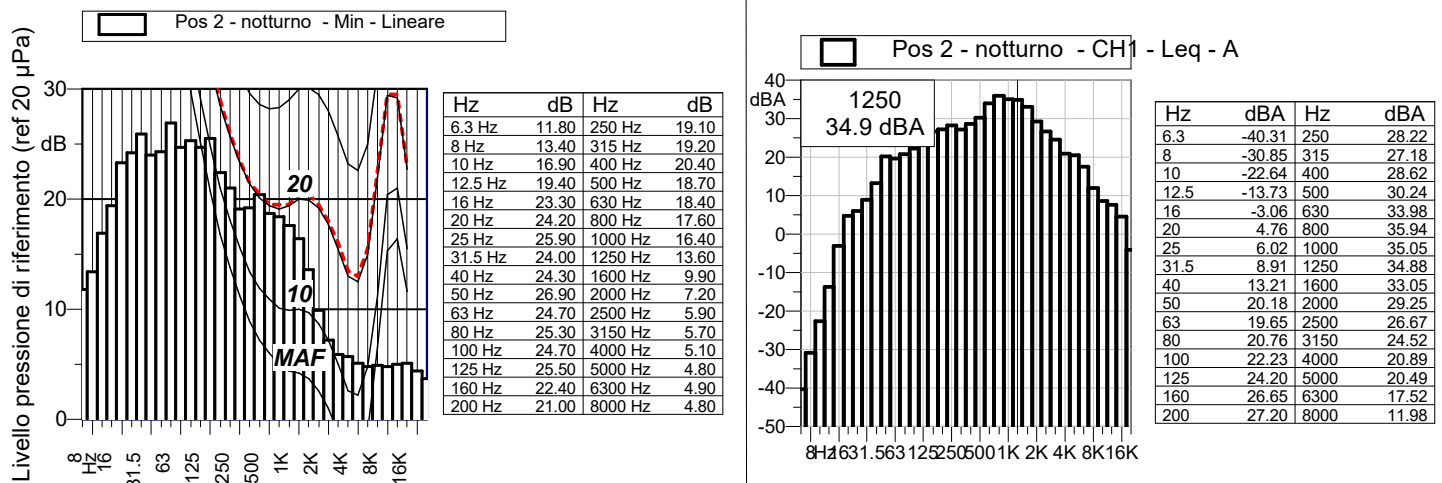 Pos 2 - notturno - Min - Lineare
Livello pressione di riferimento (ref 20 µPa)
30
dB
20
10
0
20
10
MAF
8
Hz
16
31.5
63
125
250
500
1K
2K
4K
8K
16K
Hz dB Hz dB
6.3 Hz 11.80 250 Hz 19.10
8 Hz 13.40 315 Hz 19.20
10 Hz 16.90 400 Hz 20.40
12.5 Hz 19.40 500 Hz 18.70
16 Hz 23.30 630 Hz 18.40
20 Hz 24.20 800 Hz 17.60
25 Hz 25.90 1000 Hz 16.40
31.5 Hz 24.00 1250 Hz 13.60
40 Hz 24.30 1600 Hz 9.90
50 Hz 26.90 2000 Hz 7.20
63 Hz 24.70 2500 Hz 5.90
80 Hz 25.30 3150 Hz 5.70
100 Hz 24.70 4000 Hz 5.10
125 Hz 25.50 5000 Hz 4.80
160 Hz 22.40 6300 Hz 4.90
200 Hz 21.00 8000 Hz 4.80
Pos 2 - notturno - CH1 - Leq - A
40
dBA
30
20
10
0
-10
-20
-30
-40
-50
1250
34.9 dBA
8Hz16 31.5 63 125 250 500 1K 2K 4K 8K 16K
Hz dBA Hz dBA
6.3 -40.31 250 28.22
8 -30.85 315 27.18
10 -22.64 400 28.62
12.5 -13.73 500 30.24
16 -3.06 630 33.98
20 4.76 800 35.94
25 6.02 1000 35.05
31.5 8.91 1250 34.88
40 13.21 1600 33.05
50 20.18 2000 29.25
63 19.65 2500 26.67
80 20.76 3150 24.52
100 22.23 4000 20.89
125 24.20 5000 20.49
160 26.65 6300 17.52
200 27.20 8000 11.98